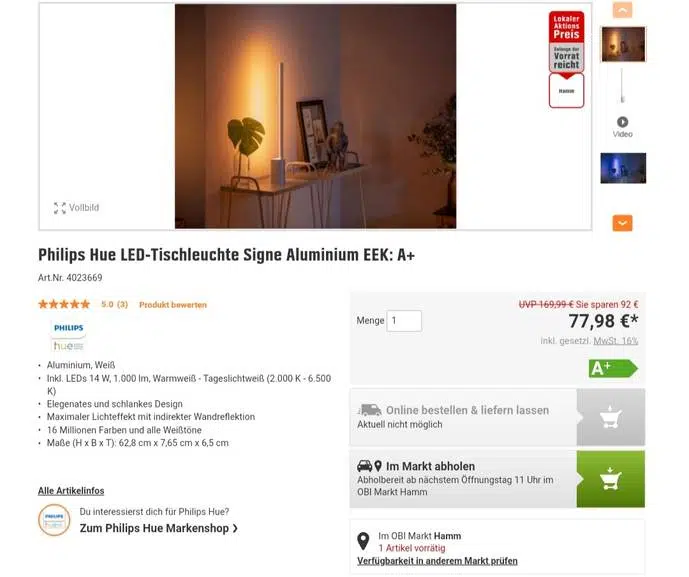 Lokaler
Aktions
Preis
Solange der
Vorrat
reicht
Hamm
Video
Vollbild
Philips Hue LED-Tischleuchte Signe Aluminium EEK: A+
Art.Nr. 4023669
5.0 (3) Produkt bewerten
PHILIPS
hue
Aluminium, Weiß
Inkl. LEDs 14 W, 1.000 lm, Warmweiß - Tageslichtweiß (2.000 K - 6.500
K)
Elegenates und schlankes Design
Maximaler Lichteffekt mit indirekter Wandreflektion
16 Millionen Farben und alle Weißtöne
Maße (H x B x T): 62,8 cm x 7,65 cm x 6,5 cm
Alle Artikelinfos
PHILIPS
Du interessierst dich für Philips Hue?
Zum Philips Hue Markenshop
UVP 169,99 € Sie sparen 92 €
Menge 1
77,98 €*
inkl. gesetzl. MwSt. 16%
A+
Online bestellen & liefern lassen
Aktuell nicht möglich
Im Markt abholen
Abholbereit ab nächstem Öffnungstag 11 Uhr im
OBI Markt Hamm
Im OBI Markt Hamm
1 Artikel vorrätig
Verfügbarkeit in anderem Markt prüfen